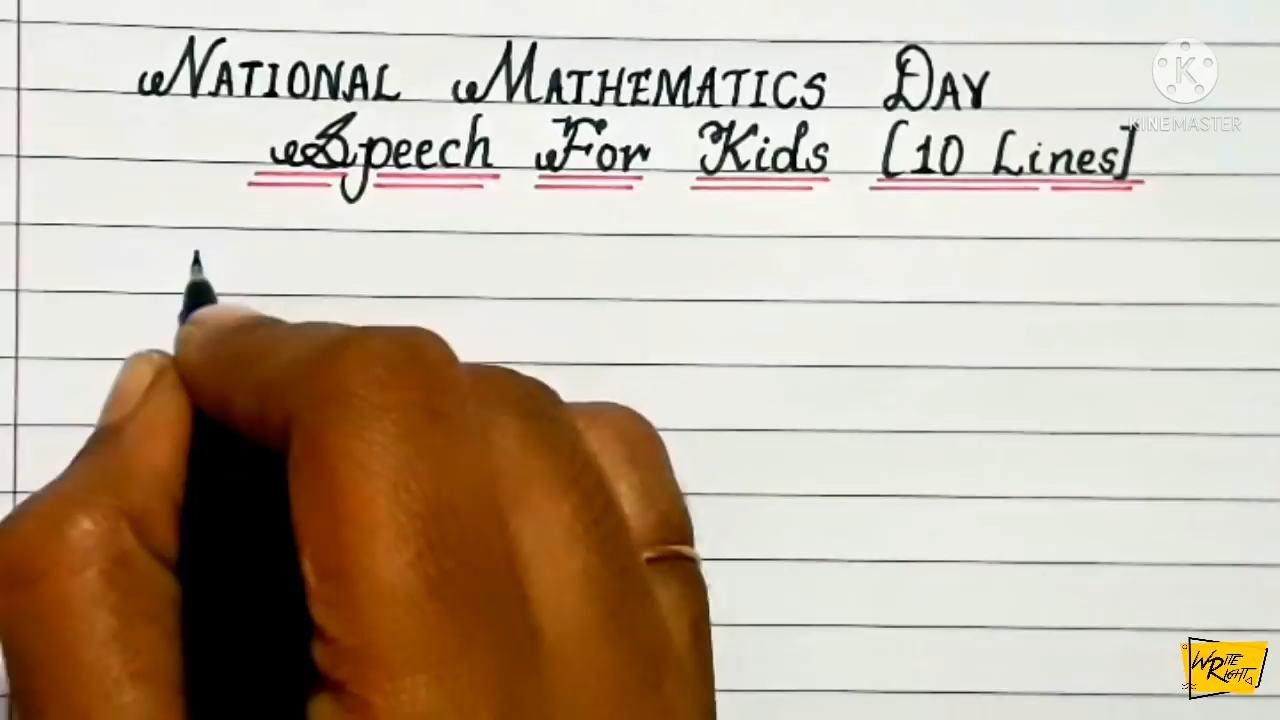 National Mathematics Day
Speech For Kids [10 Lines]
KINEMASTER
Write Right